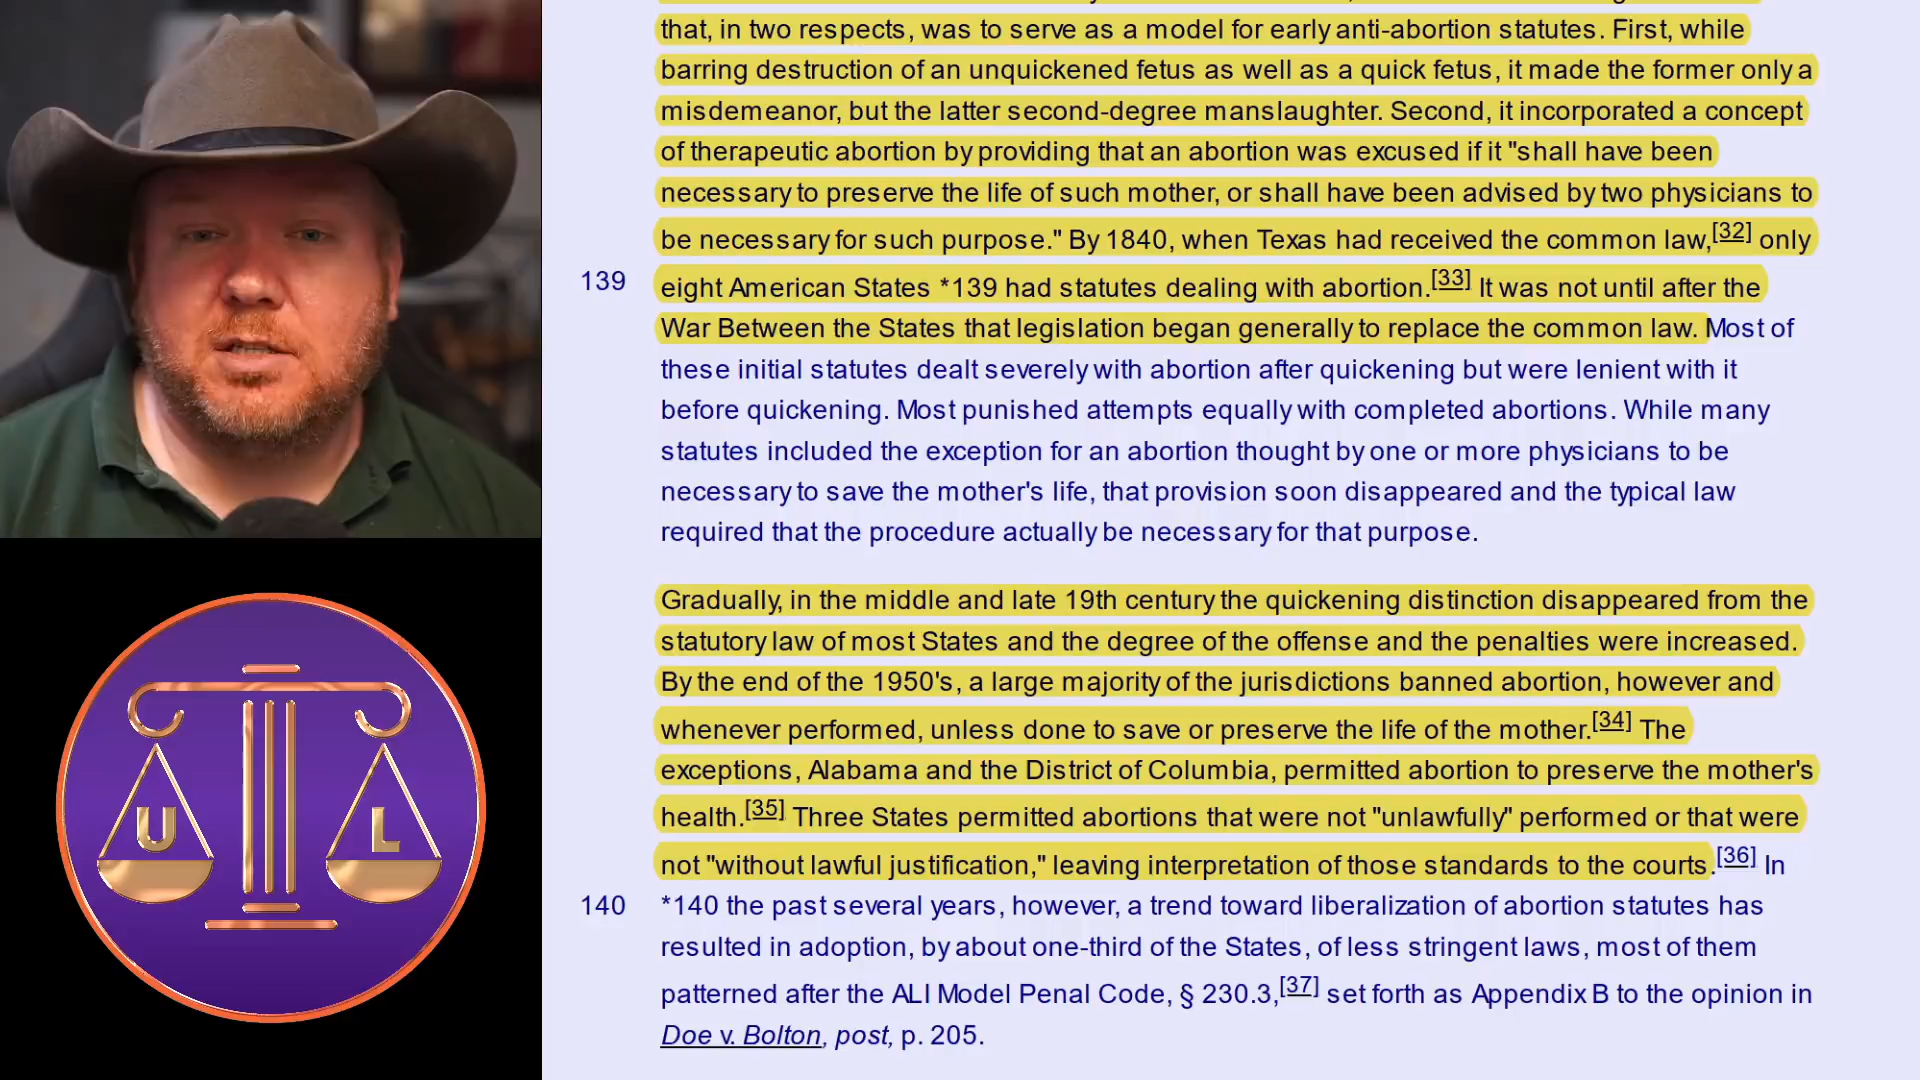 that, in two respects, was to serve as a model for early anti-abortion statutes. First, while
barring destruction of an unquickened fetus as well as a quick fetus, it made the former only a
misdemeanor, but the latter second-degree manslaughter. Second, it incorporated a concept
of therapeutic abortion by providing that an abortion was excused if it "shall have been
necessary to preserve the life of such mother, or shall have been advised by two physicians to
be necessary for such purpose." By 1840, when Texas had received the common law,[32] only
139 eight American States *139 had statutes dealing with abortion.[33] It was not until after the
War Between the States that legislation began generally to replace the common law. Most of
these initial statutes dealt severely with abortion after quickening but were lenient with it
before quickening. Most punished attempts equally with completed abortions. While many
statutes included the exception for an abortion thought by one or more physicians to be
necessary to save the mother's life, that provision soon disappeared and the typical law
required that the procedure actually be necessary for that purpose.
Gradually, in the middle and late 19th century the quickening distinction disappeared from the
statutory law of most States and the degree of the offense and the penalties were increased.
By the end of the 1950's, a large majority of the jurisdictions banned abortion, however and
whenever performed, unless done to save or preserve the life of the mother.[34] The
exceptions, Alabama and the District of Columbia, permitted abortion to preserve the mother's
health.[35] Three States permitted abortions that were not "unlawfully" performed or that were
not "without lawful justification," leaving interpretation of those standards to the courts.[36] In
140 *140 the past several years, however, a trend toward liberalization of abortion statutes has
resulted in adoption, by about one-third of the States, of less stringent laws, most of them
patterned after the ALI Model Penal Code, § 230.3,[37] set forth as Appendix B to the opinion in
Doe v. Bolton, post, p. 205.
U L